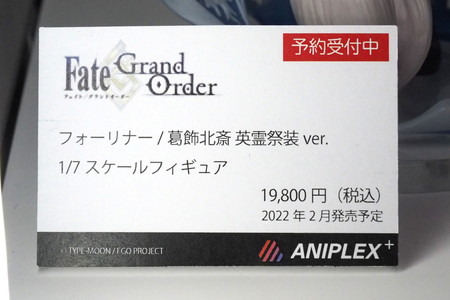 予約受付中
Fate Grand Order
フェイト/グランドオーダー
フォーリナー / 葛飾北斎 英霊祭装 ver.
1/7 スケールフィギュア
19,800 円（税込）
2022 年 2 月発売予定
© TYPE-MOON / FGO PROJECT
ANIPLEX+